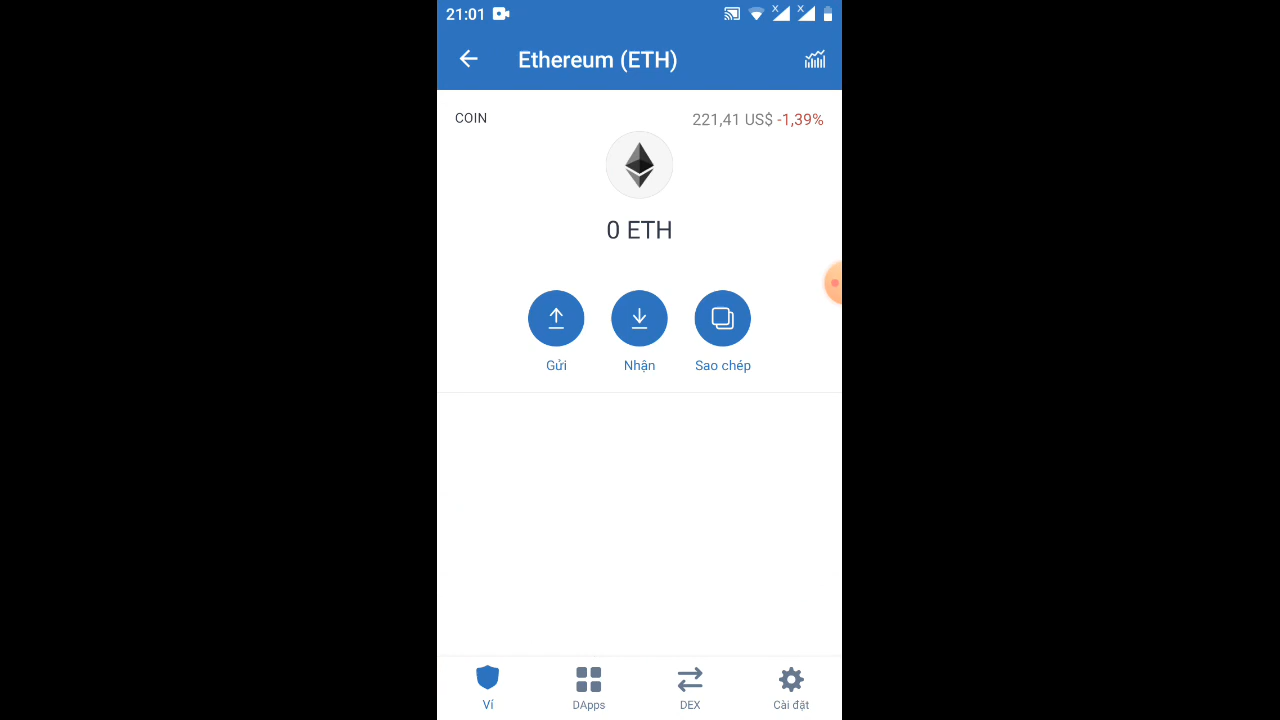 21:01
Ethereum (ETH)
COIN
221,41 US$ -1,39%
0 ETH
Gửi
Nhận
Sao chép
Ví
DApps
DEX
Cài đặt